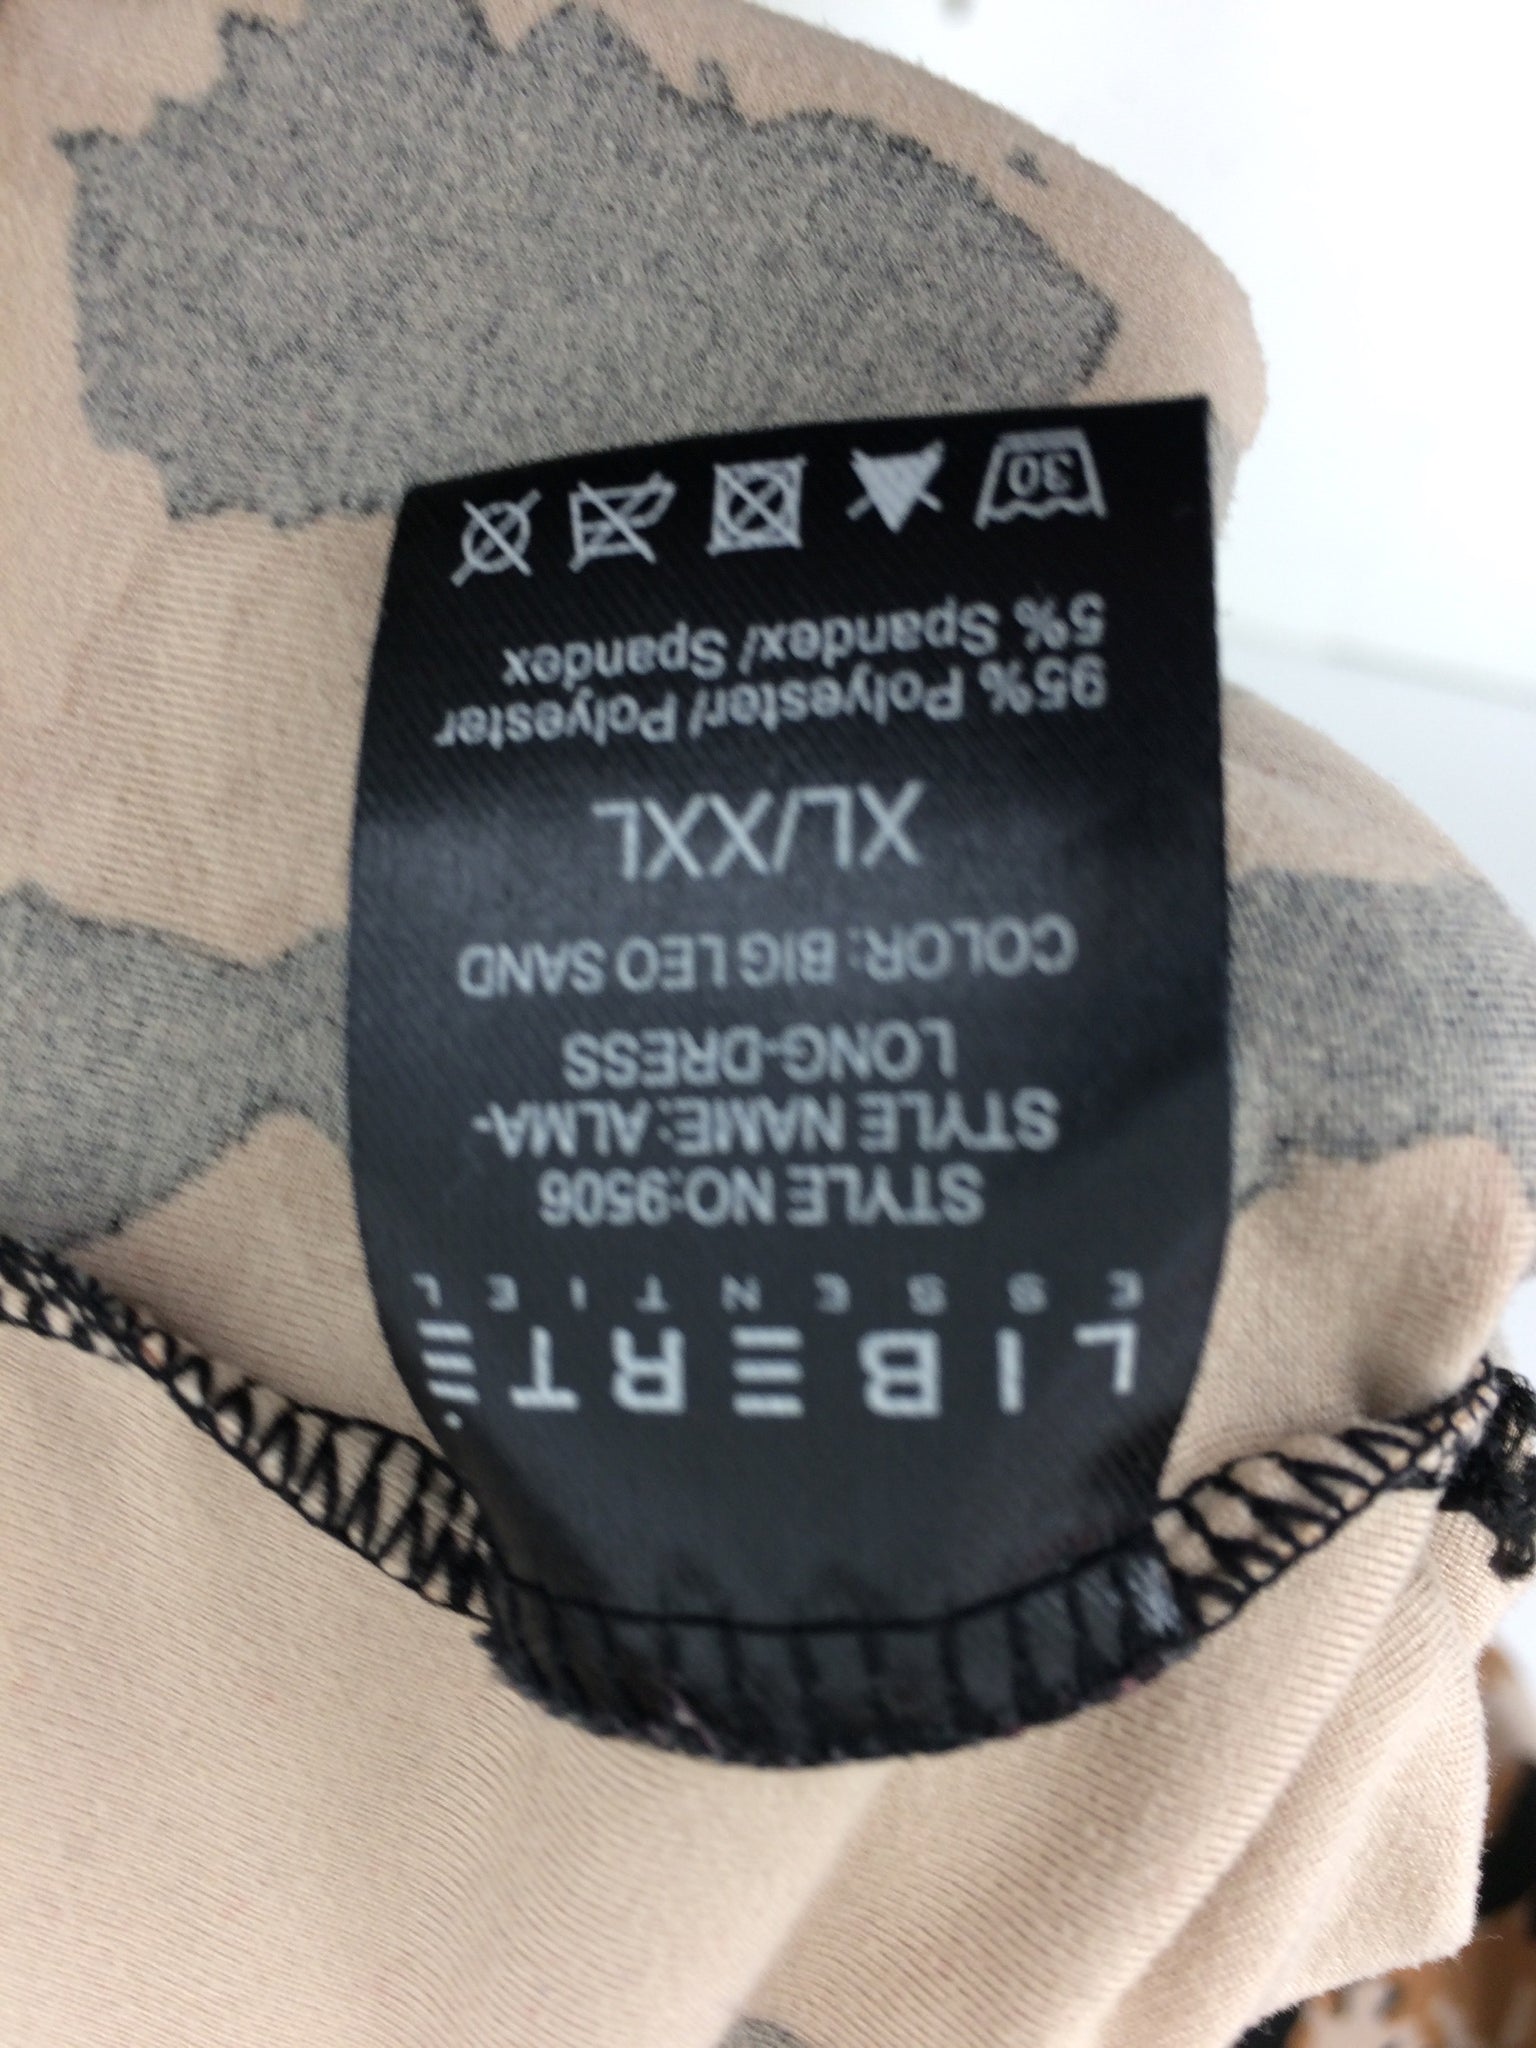 LIBERTÉ
ESSENTIEL
STYLE NO:9506
STYLE NAME: ALMA-
LONG-DRESS
COLOR: BIG LEO SAND
XL/XXL
95% Polyester/ Polyester
5% Spandex/ Spandex
30